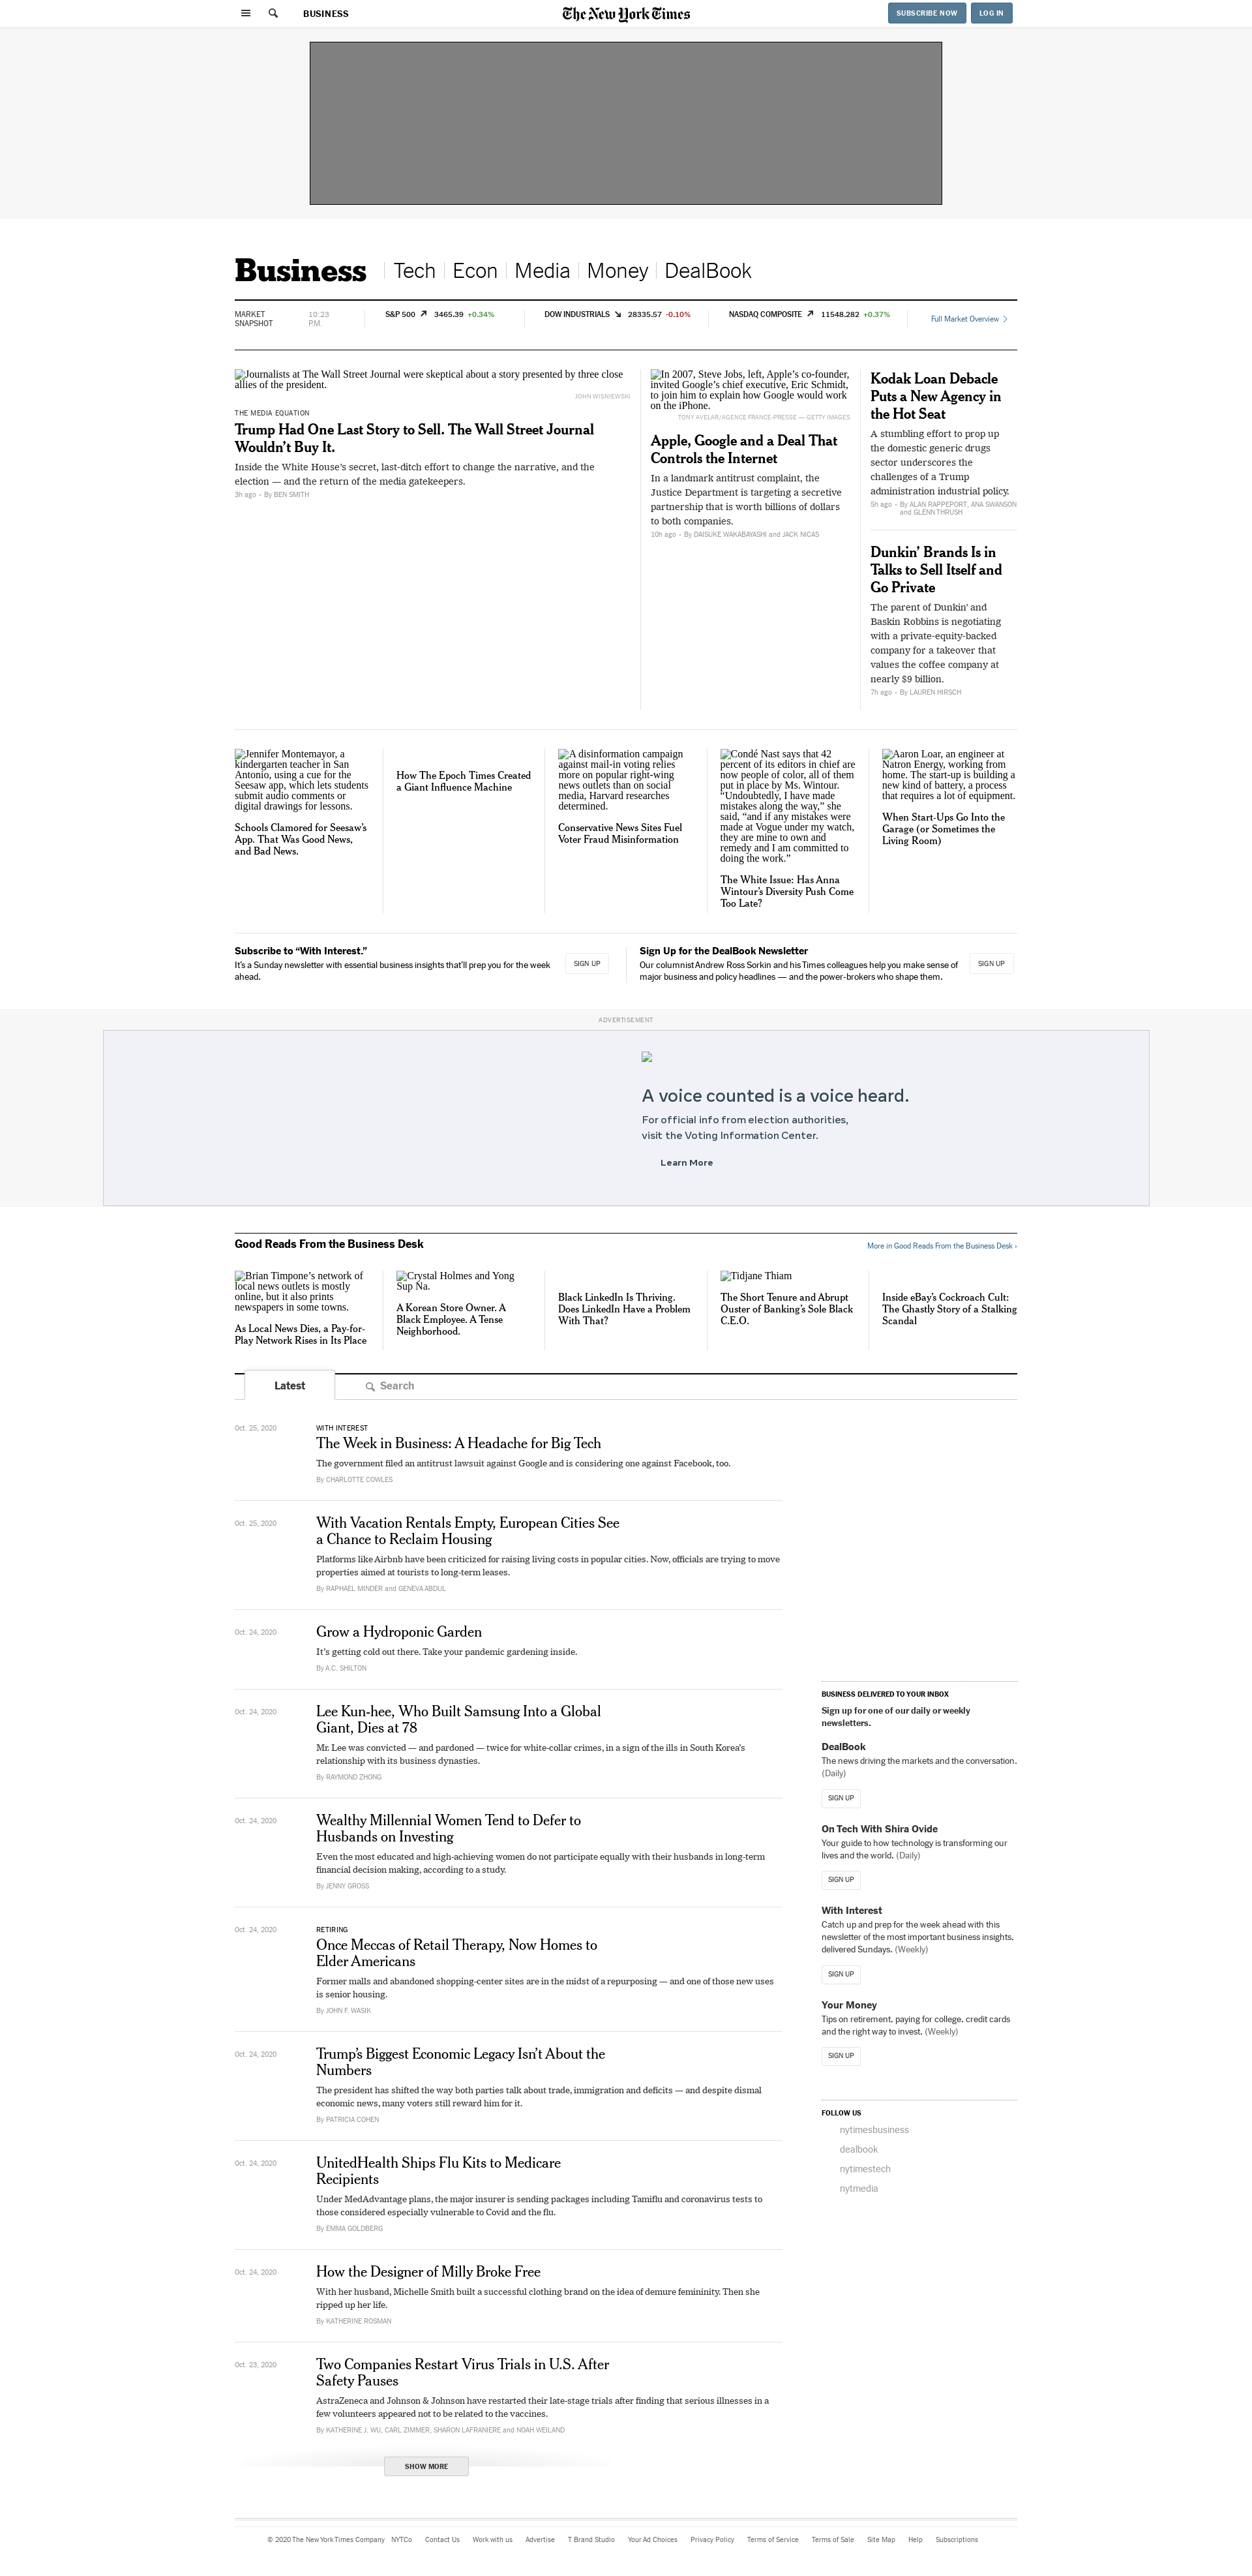 BUSINESS
The New York Times
SUBSCRIBE NOW
LOG IN
Business
Tech
Econ
Media
Money
DealBook
MARKET
SNAPSHOT
10:23
P.M.
S&P 500 3465.39 +0.34%
DOW INDUSTRIALS 28335.57 -0.10%
NASDAQ COMPOSITE 11548.282 +0.37%
Full Market Overview
Journalists at The Wall Street Journal were skeptical about a story presented by three close
allies of the president.
JOHN WISNIEWSKI
THE MEDIA EQUATION
Trump Had One Last Story to Sell. The Wall Street Journal
Wouldn’t Buy It.
Inside the White House’s secret, last-ditch effort to change the narrative, and the
election — and the return of the media gatekeepers.
3h ago • By BEN SMITH
In 2007, Steve Jobs, left, Apple’s co-founder,
invited Google’s chief executive, Eric Schmidt,
to join him to explain how Google would work
on the iPhone.
TONY AVELAR/AGENCE FRANCE-PRESSE — GETTY IMAGES
Apple, Google and a Deal That
Controls the Internet
In a landmark antitrust complaint, the
Justice Department is targeting a secretive
partnership that is worth billions of dollars
to both companies.
10h ago • By DAISUKE WAKABAYASHI and JACK NICAS
Kodak Loan Debacle
Puts a New Agency in
the Hot Seat
A stumbling effort to prop up
the domestic generic drugs
sector underscores the
challenges of a Trump
administration industrial policy.
5h ago • By ALAN RAPPEPORT, ANA SWANSON
and GLENN THRUSH
Dunkin’ Brands Is in
Talks to Sell Itself and
Go Private
The parent of Dunkin’ and
Baskin Robbins is negotiating
with a private-equity-backed
company for a takeover that
values the coffee company at
nearly $9 billion.
7h ago • By LAUREN HIRSCH
Jennifer Montemayor, a
kindergarten teacher in San
Antonio, using a cue for the
Seesaw app, which lets students
submit audio comments or
digital drawings for lessons.
Schools Clamored for Seesaw’s
App. That Was Good News,
and Bad News.
How The Epoch Times Created
a Giant Influence Machine
A disinformation campaign
against mail-in voting relies
more on popular right-wing
news outlets than on social
media, Harvard researches
determined.
Conservative News Sites Fuel
Voter Fraud Misinformation
Condé Nast says that 42
percent of its editors in chief are
now people of color, all of them
put in place by Ms. Wintour.
“Undoubtedly, I have made
mistakes along the way,” she
said, “and if any mistakes were
made at Vogue under my watch,
they are mine to own and
remedy and I am committed to
doing the work.”
The White Issue: Has Anna
Wintour’s Diversity Push Come
Too Late?
Aaron Loar, an engineer at
Natron Energy, working from
home. The start-up is building a
new kind of battery, a process
that requires a lot of equipment.
When Start-Ups Go Into the
Garage (or Sometimes the
Living Room)
Subscribe to “With Interest.”
It’s a Sunday newsletter with essential business insights that’ll prep you for the week
ahead.
SIGN UP
Sign Up for the DealBook Newsletter
Our columnist Andrew Ross Sorkin and his Times colleagues help you make sense of
major business and policy headlines — and the power-brokers who shape them.
SIGN UP
ADVERTISEMENT
A voice counted is a voice heard.
For official info from election authorities,
visit the Voting Information Center.
Learn More
Good Reads From the Business Desk
More in Good Reads From the Business Desk ›
Brian Timpone’s network of
local news outlets is mostly
online, but it also prints
newspapers in some towns.
As Local News Dies, a Pay-for-
Play Network Rises in Its Place
Crystal Holmes and Yong
Sup Na.
A Korean Store Owner. A
Black Employee. A Tense
Neighborhood.
Black LinkedIn Is Thriving.
Does LinkedIn Have a Problem
With That?
Tidjane Thiam
The Short Tenure and Abrupt
Ouster of Banking’s Sole Black
C.E.O.
Inside eBay’s Cockroach Cult:
The Ghastly Story of a Stalking
Scandal
Latest
Search
Oct. 25, 2020
WITH INTEREST
The Week in Business: A Headache for Big Tech
The government filed an antitrust lawsuit against Google and is considering one against Facebook, too.
By CHARLOTTE COWLES
Oct. 25, 2020
With Vacation Rentals Empty, European Cities See
a Chance to Reclaim Housing
Platforms like Airbnb have been criticized for raising living costs in popular cities. Now, officials are trying to move
properties aimed at tourists to long-term leases.
By RAPHAEL MINDER and GENEVA ABDUL
Oct. 24, 2020
Grow a Hydroponic Garden
It’s getting cold out there. Take your pandemic gardening inside.
By A.C. SHILTON
Oct. 24, 2020
Lee Kun-hee, Who Built Samsung Into a Global
Giant, Dies at 78
Mr. Lee was convicted — and pardoned — twice for white-collar crimes, in a sign of the ills in South Korea’s
relationship with its business dynasties.
By RAYMOND ZHONG
Oct. 24, 2020
Wealthy Millennial Women Tend to Defer to
Husbands on Investing
Even the most educated and high-achieving women do not participate equally with their husbands in long-term
financial decision making, according to a study.
By JENNY GROSS
Oct. 24, 2020
RETIRING
Once Meccas of Retail Therapy, Now Homes to
Elder Americans
Former malls and abandoned shopping-center sites are in the midst of a repurposing — and one of those new uses
is senior housing.
By JOHN F. WASIK
Oct. 24, 2020
Trump’s Biggest Economic Legacy Isn’t About the
Numbers
The president has shifted the way both parties talk about trade, immigration and deficits — and despite dismal
economic news, many voters still reward him for it.
By PATRICIA COHEN
Oct. 24, 2020
UnitedHealth Ships Flu Kits to Medicare
Recipients
Under MedAdvantage plans, the major insurer is sending packages including Tamiflu and coronavirus tests to
those considered especially vulnerable to Covid and the flu.
By EMMA GOLDBERG
Oct. 24, 2020
How the Designer of Milly Broke Free
With her husband, Michelle Smith built a successful clothing brand on the idea of demure femininity. Then she
ripped up her life.
By KATHERINE ROSMAN
Oct. 23, 2020
Two Companies Restart Virus Trials in U.S. After
Safety Pauses
AstraZeneca and Johnson & Johnson have restarted their late-stage trials after finding that serious illnesses in a
few volunteers appeared not to be related to the vaccines.
By KATHERINE J. WU, CARL ZIMMER, SHARON LAFRANIERE and NOAH WEILAND
SHOW MORE
BUSINESS DELIVERED TO YOUR INBOX
Sign up for one of our daily or weekly
newsletters.
DealBook
The news driving the markets and the conversation.
(Daily)
SIGN UP
On Tech With Shira Ovide
Your guide to how technology is transforming our
lives and the world. (Daily)
SIGN UP
With Interest
Catch up and prep for the week ahead with this
newsletter of the most important business insights,
delivered Sundays. (Weekly)
SIGN UP
Your Money
Tips on retirement, paying for college, credit cards
and the right way to invest. (Weekly)
SIGN UP
FOLLOW US
nytimesbusiness
dealbook
nytimestech
nytmedia
© 2020 The New York Times Company NYTCo Contact Us Work with us Advertise T Brand Studio Your Ad Choices Privacy Policy Terms of Service Terms of Sale Site Map Help Subscriptions